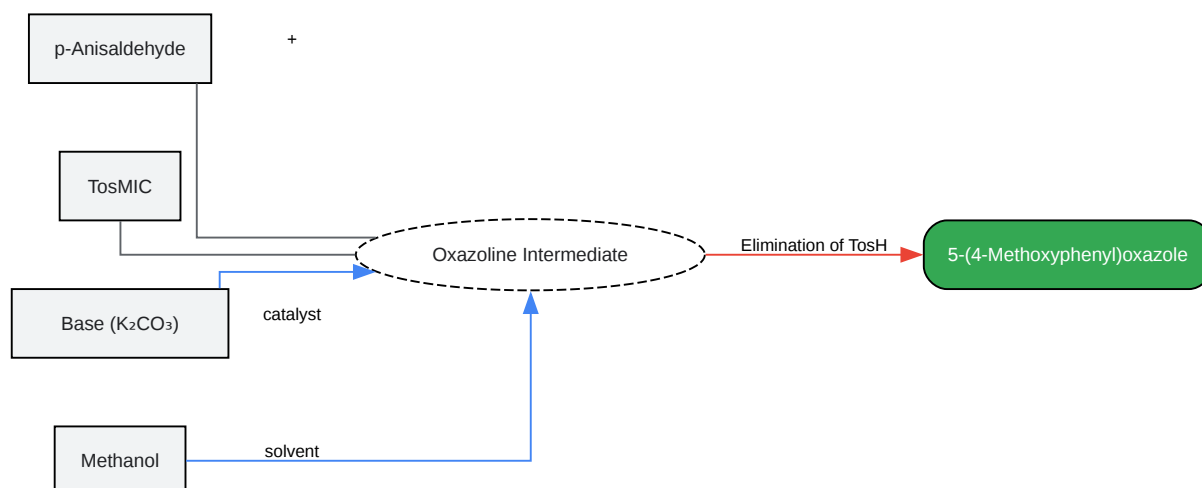 p-Anisaldehyde
+
TosMIC
Oxazoline Intermediate
Elimination of TosH
5-(4-Methoxyphenyl)oxazole
Base (K₂CO₃)
catalyst
Methanol
solvent